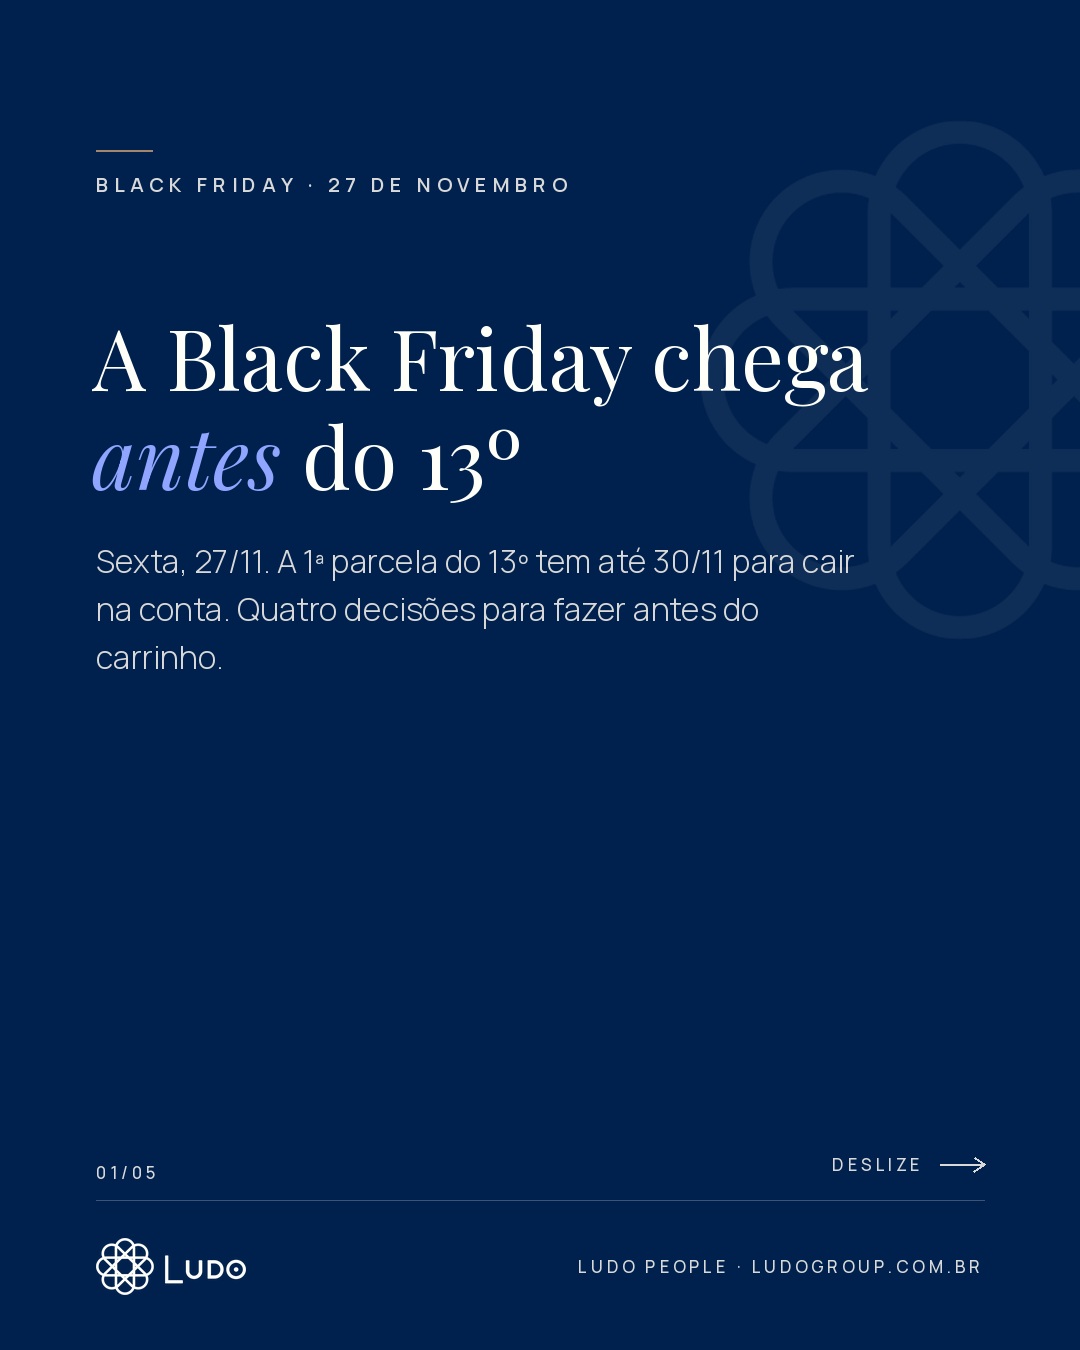 BLACK FRIDAY · 27 DE NOVEMBRO
A Black Friday chega
antes do 13º
Sexta, 27/11. A 1ª parcela do 13º tem até 30/11 para cair
na conta. Quatro decisões para fazer antes do
carrinho.
01/05
DESLIZE
LUDO
LUDO PEOPLE · LUDOGROUP.COM.BR